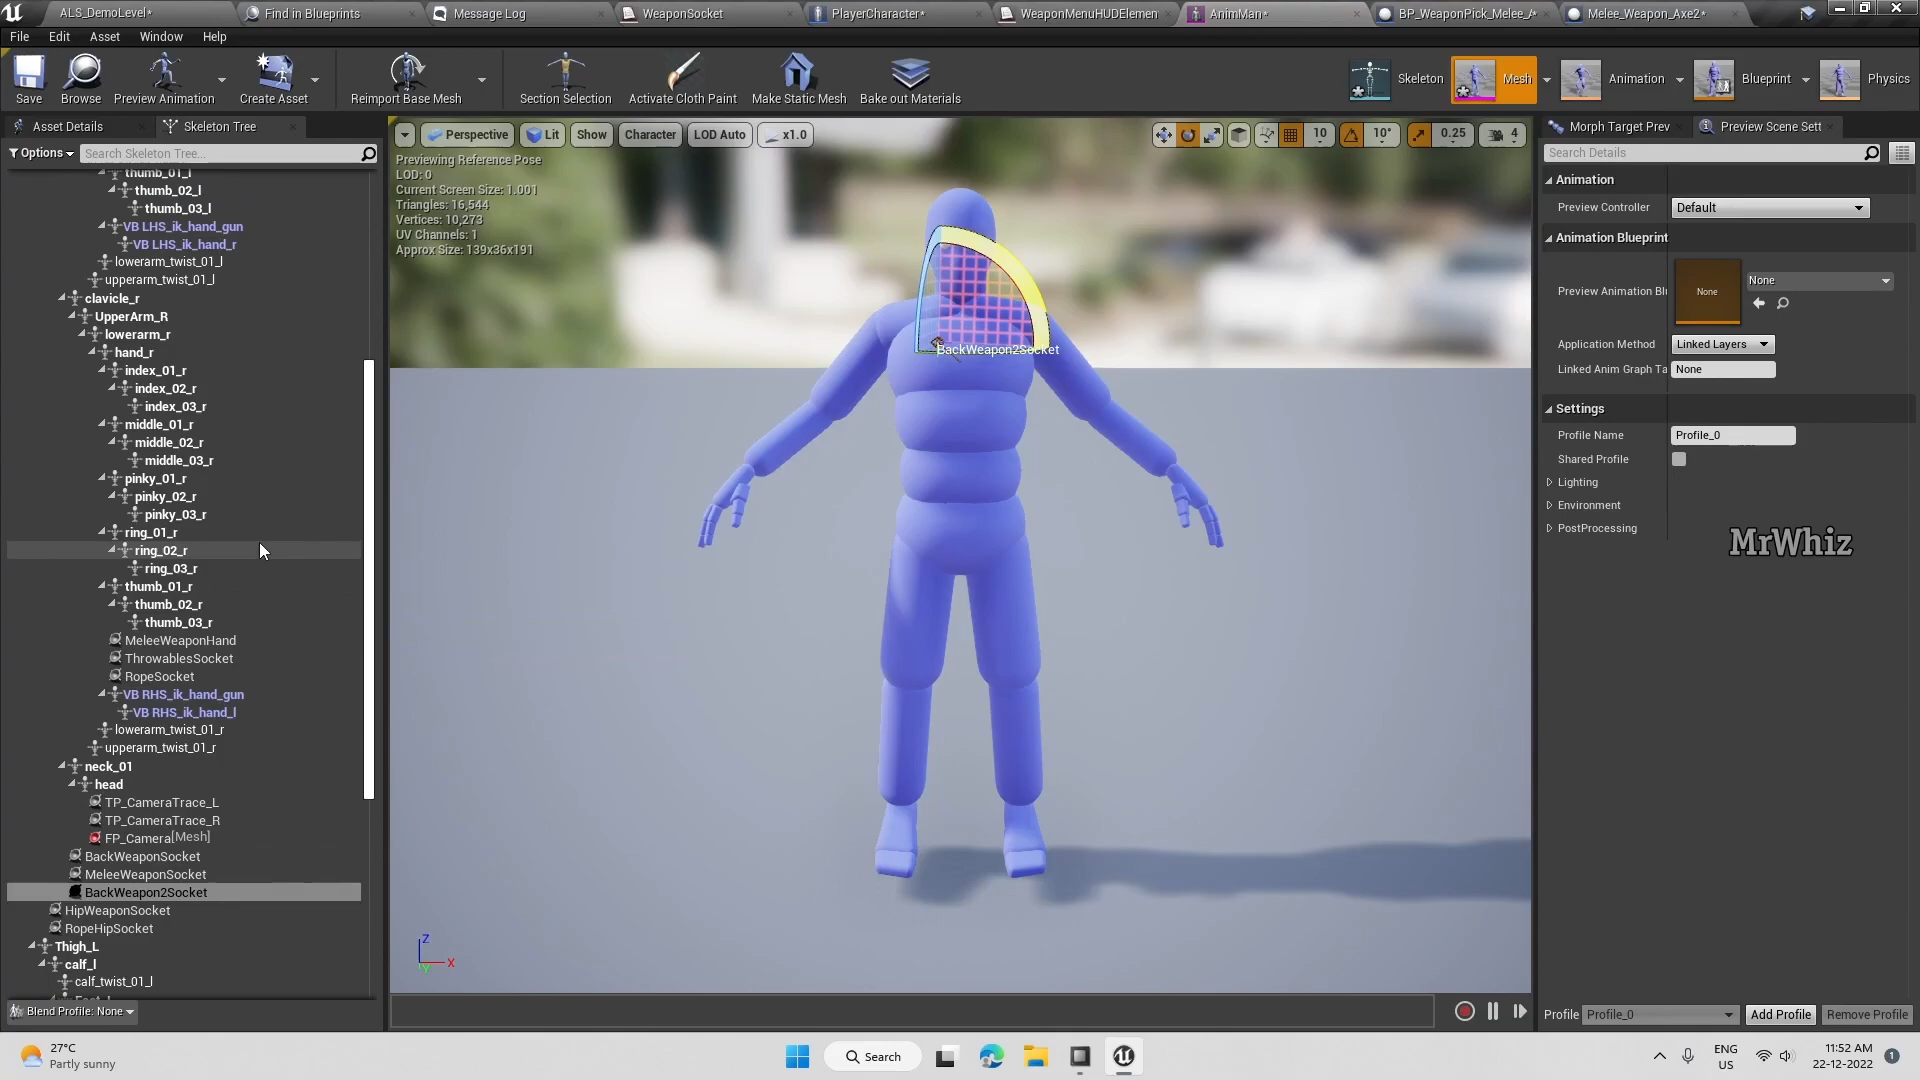 ALS_DemoLevel*
Find in Blueprints
Message Log
WeaponSocket
PlayerCharacter*
WeaponMenuHUDElemen
AnimMan*
BP_WeaponPick_Melee_A*
Melee_Weapon_Axe2*
File
Edit
Asset
Window
Help
Save
Browse
Preview Animation
Create Asset
Reimport Base Mesh
Section Selection
Activate Cloth Paint
Make Static Mesh
Bake out Materials
Skeleton
Mesh
Animation
Blueprint
Physics
Asset Details
Skeleton Tree
Options
Search Skeleton Tree...
thumb_01_l
thumb_02_l
thumb_03_l
VB LHS_ik_hand_gun
VB LHS_ik_hand_r
lowerarm_twist_01_l
upperarm_twist_01_l
clavicle_r
UpperArm_R
lowerarm_r
hand_r
index_01_r
index_02_r
index_03_r
middle_01_r
middle_02_r
middle_03_r
pinky_01_r
pinky_02_r
pinky_03_r
ring_01_r
ring_02_r
ring_03_r
thumb_01_r
thumb_02_r
thumb_03_r
MeleeWeaponHand
ThrowablesSocket
RopeSocket
VB RHS_ik_hand_gun
VB RHS_ik_hand_l
lowerarm_twist_01_r
upperarm_twist_01_r
neck_01
head
TP_CameraTrace_L
TP_CameraTrace_R
FP_Camera [Mesh]
BackWeaponSocket
MeleeWeaponSocket
BackWeapon2Socket
HipWeaponSocket
RopeHipSocket
Thigh_L
calf_l
calf_twist_01_l
Blend Profile: None
Perspective
Lit
Show
Character
LOD Auto
x1.0
10
10°
0.25
4
Previewing Reference Pose
LOD: 0
Current Screen Size: 1.001
Triangles: 16,544
Vertices: 10,273
UV Channels: 1
Approx Size: 139x36x191
BackWeapon2Socket
Z
X
Y
Morph Target Prev
Preview Scene Sett
Search Details
Animation
Preview Controller
Default
Animation Blueprint
Preview Animation Blu
None
None
Application Method
Linked Layers
Linked Anim Graph Ta
None
Settings
Profile Name
Profile_0
Shared Profile
Lighting
Environment
PostProcessing
MrWhiz
Profile
Profile_0
Add Profile
Remove Profile
27°C
Partly sunny
Search
ENG
US
11:52 AM
22-12-2022
1